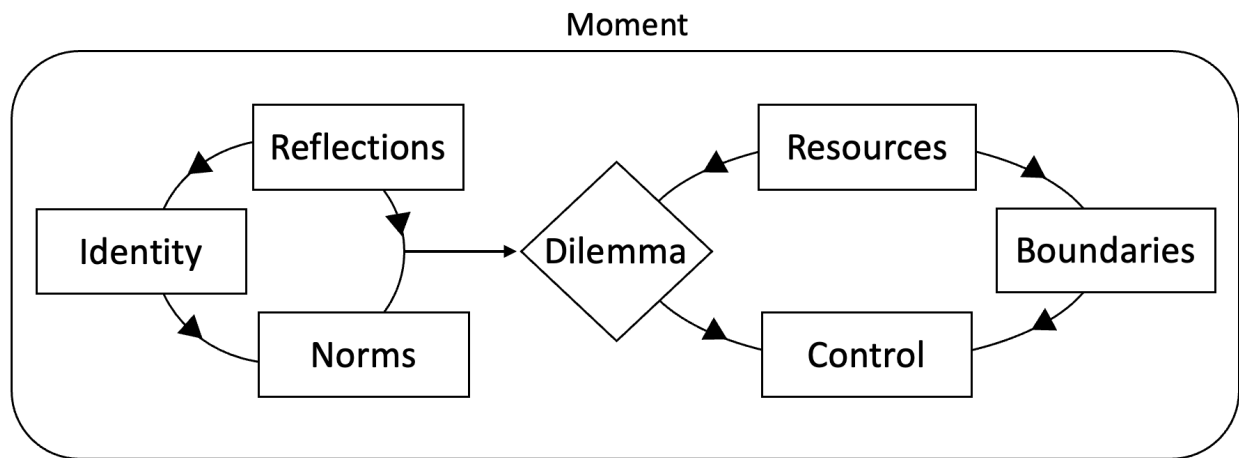 Moment
Reflections
Resources
Identity
Dilemma
Boundaries
Norms
Control